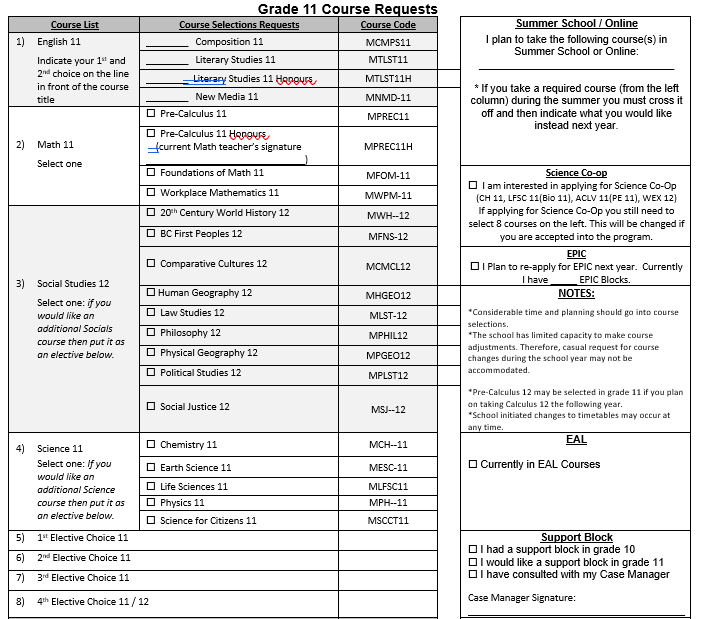 Grade 11 Course Requests
Course List Course Selections Requests Course Code
1) English 11
Indicate your 1st and
2nd choice on the line
in front of the course
title
________ Composition 11 MCMPS11
________ Literary Studies 11 MTLST11
________ Literary Studies 11 Honours MTLST11H
________ New Media 11 MNMD-11
2) Math 11
Select one
☐ Pre-Calculus 11 MPREC11
☐ Pre-Calculus 11 Honours
(current Math teacher's signature
______________________________) MPREC11H
☐ Foundations of Math 11 MFOM-11
☐ Workplace Mathematics 11 MWPM-11
3) Social Studies 12
Select one: if you
would like an
additional Socials
course then put it as
an elective below.
☐ 20th Century World History 12 MWH--12
☐ BC First Peoples 12 MFNS-12
☐ Comparative Cultures 12 MCMCL12
☐ Human Geography 12 MHGEO12
☐ Law Studies 12 MLST-12
☐ Philosophy 12 MPHIL12
☐ Physical Geography 12 MPGEO12
☐ Political Studies 12 MPLST12
☐ Social Justice 12 MSJ--12
4) Science 11
Select one: If you
would like an
additional Science
course then put it as
an elective below.
☐ Chemistry 11 MCH--11
☐ Earth Science 11 MESC-11
☐ Life Sciences 11 MLFSC11
☐ Physics 11 MPH--11
☐ Science for Citizens 11 MSCCT11
5) 1st Elective Choice 11
6) 2nd Elective Choice 11
7) 3rd Elective Choice 11
8) 4th Elective Choice 11 / 12
Summer School / Online
I plan to take the following course(s) in
Summer School or Online:
______________________________
* If you take a required course (from the left
column) during the summer you must cross it
off and then indicate what you would like
instead next year.
Science Co-op
☐ I am interested in applying for Science Co-Op
(CH 11, LFSC 11(Bio 11), ACLV 11(PE 11), WEX 12)
If applying for Science Co-Op you still need to
select 8 courses on the left. This will be changed if
you are accepted into the program.
EPIC
☐ I Plan to re-apply for EPIC next year. Currently
I have _____ EPIC Blocks.
NOTES:
*Considerable time and planning should go into course
selections.
*The school has limited capacity to make course
adjustments. Therefore, casual request for course
changes during the school year may not be
accommodated.
*Pre-Calculus 12 may be selected in grade 11 if you plan
on taking Calculus 12 the following year.
*School initiated changes to timetables may occur at
any time.
EAL
☐ Currently in EAL Courses
Support Block
☐ I had a support block in grade 10
☐ I would like a support block in grade 11
☐ I have consulted with my Case Manager
Case Manager Signature:
______________________________